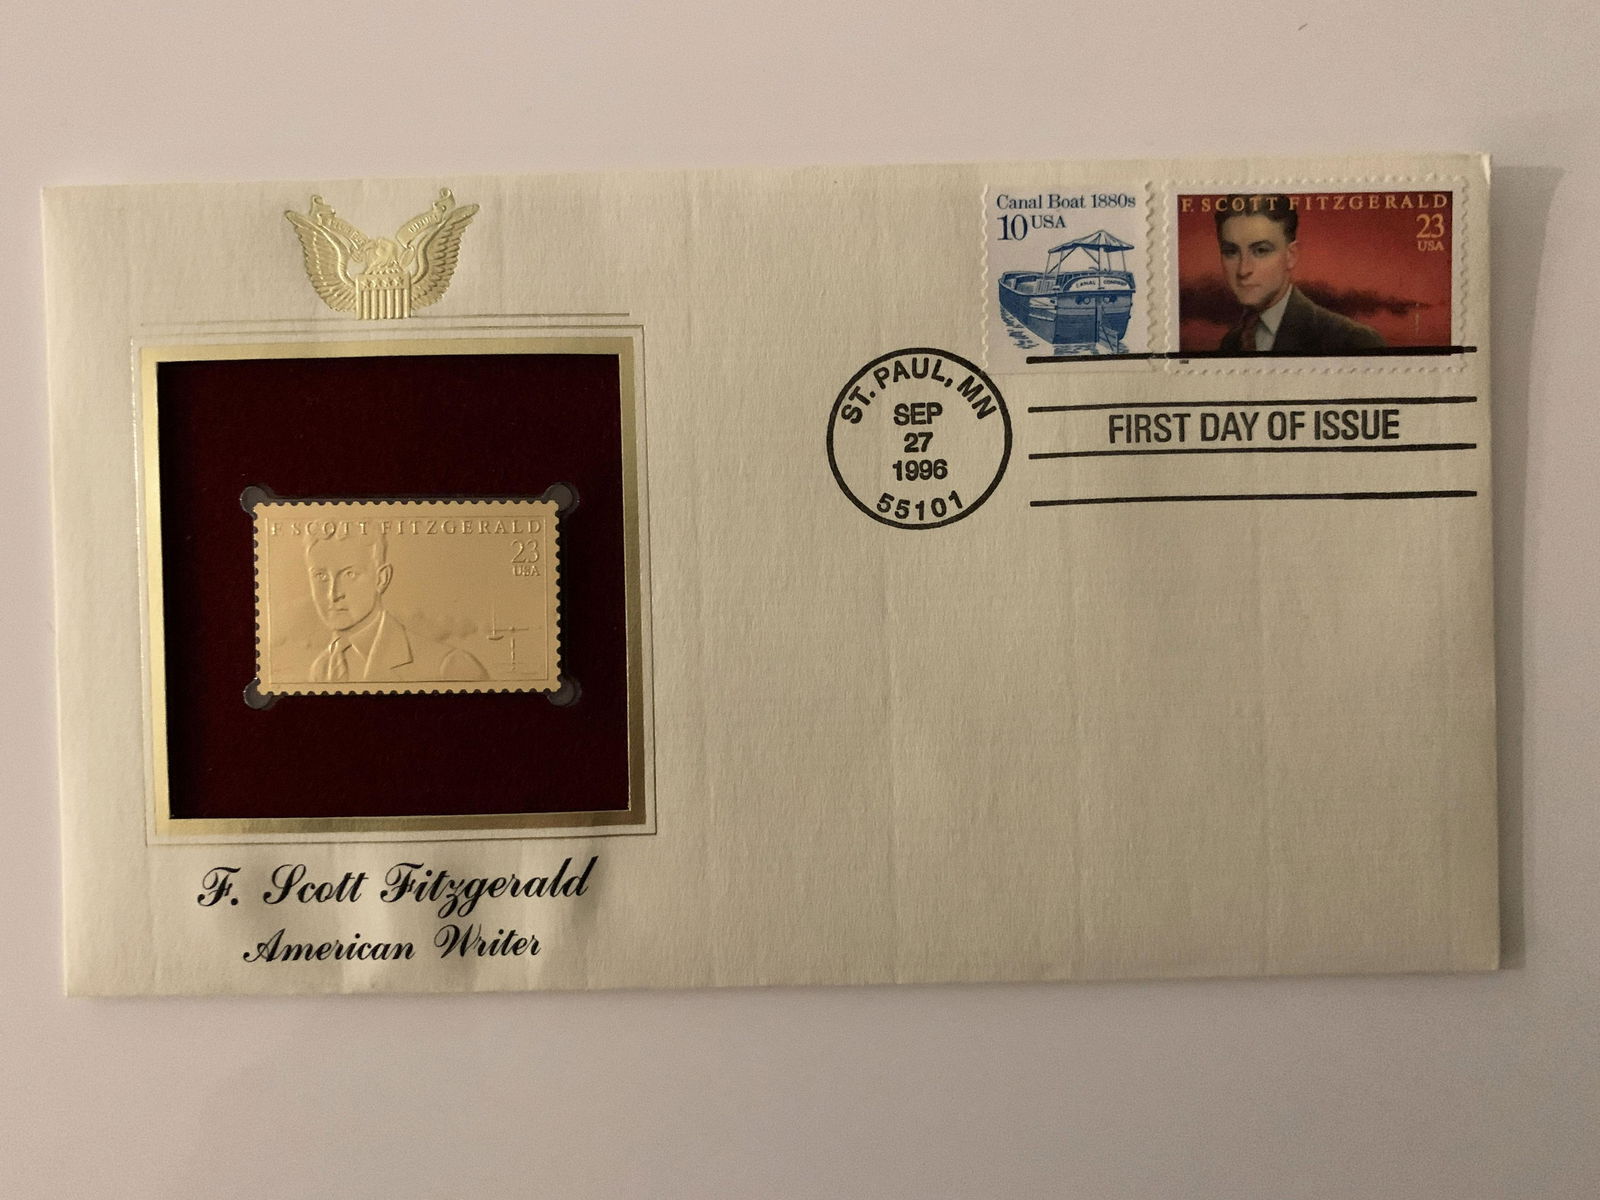 Canal Boat 1880s
10 USA
CANAL
F. SCOTT FITZGERALD
23
USA
ST. PAUL, MN
SEP
27
1996
55101
FIRST DAY OF ISSUE
F. SCOTT FITZGERALD
23
USA
F. Scott Fitzgerald
American Writer